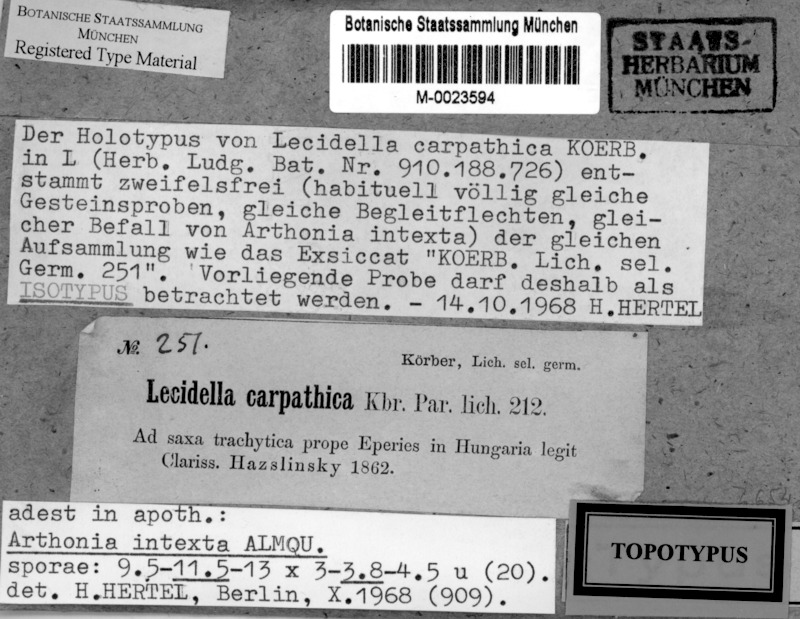 BOTANISCHE STAATSSAMMLUNG
MÜNCHEN
Registered Type Material
Botanische Staatssammlung München
M-0023594
STAATS-
HERBARIUM
MÜNCHEN
Der Holotypus von Lecidella carpathica KOERB.
in L (Herb. Ludg. Bat. Nr. 910.188.726) ent-
stammt zweifelsfrei (habituell völlig gleiche
Gesteinsproben, gleiche Begleitflechten, glei-
cher Befall von Arthonia intexta) der gleichen
Aufsammlung wie das Exsiccat "KOERB. Lich. sel.
Germ. 251". Vorliegende Probe darf deshalb als
ISOTYPUS betrachtet werden. - 14.10.1968 H.HERTEL
No. 251.
Körber, Lich. sel. germ.
Lecidella carpathica Kbr. Par. lich. 212.
Ad saxa trachytica prope Eperies in Hungaria legit
Clariss. Hazslinsky 1862.
adest in apoth.:
Arthonia intexta ALMQU.
sporae: 9.5-11.5-13 x 3-3.8-4.5 u (20).
det. H.HERTEL, Berlin, X.1968 (909).
TOPOTYPUS